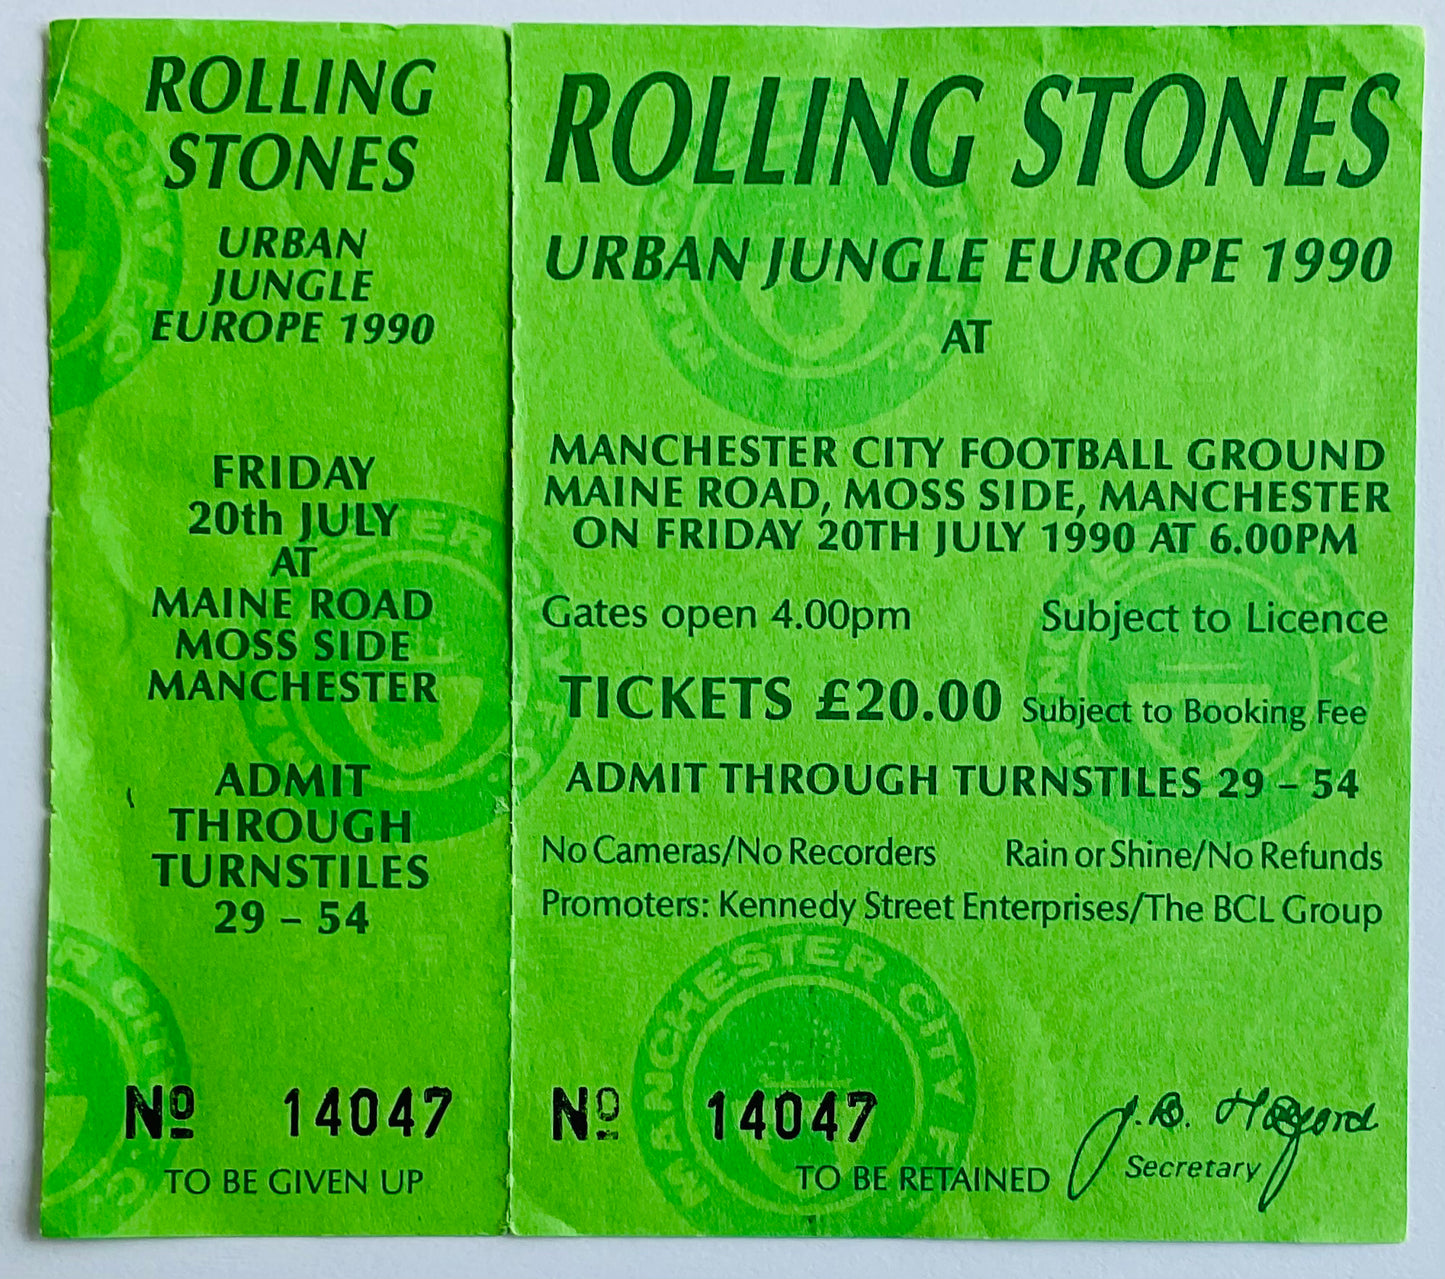 ROLLING
STONES
URBAN
JUNGLE
EUROPE 1990
FRIDAY
20th JULY
AT
MAINE ROAD
MOSS SIDE
MANCHESTER
ADMIT
THROUGH
TURNSTILES
29 – 54
Nº 14047
TO BE GIVEN UP
ROLLING STONES
URBAN JUNGLE EUROPE 1990
AT
MANCHESTER CITY FOOTBALL GROUND
MAINE ROAD, MOSS SIDE, MANCHESTER
ON FRIDAY 20TH JULY 1990 AT 6.00PM
Gates open 4.00pm Subject to Licence
TICKETS £20.00 Subject to Booking Fee
ADMIT THROUGH TURNSTILES 29 – 54
No Cameras/No Recorders Rain or Shine/No Refunds
Promoters: Kennedy Street Enterprises/The BCL Group
MANCHESTER CITY F.C.
Nº 14047
J. B.
TO BE RETAINED Secretary